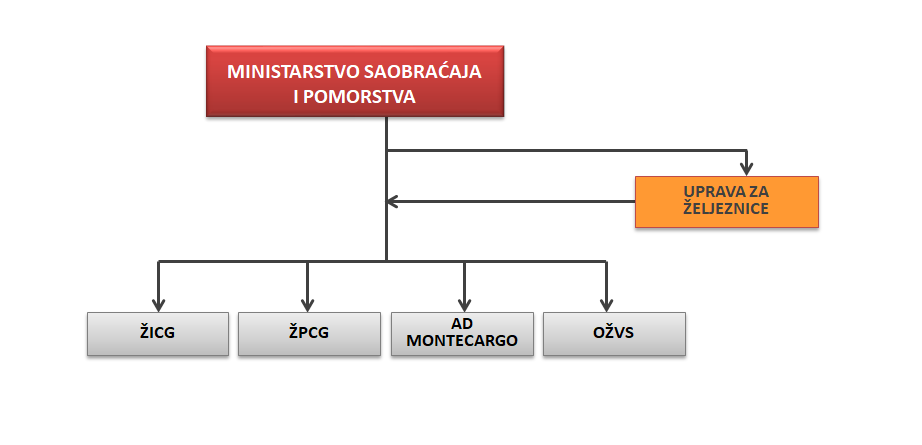 MINISTARSTVO SAOBRAĆAJA
I POMORSTVA
UPRAVA ZA
ŽELJEZNICE
ŽICG
ŽPCG
AD
MONTECARGO
OŽVS